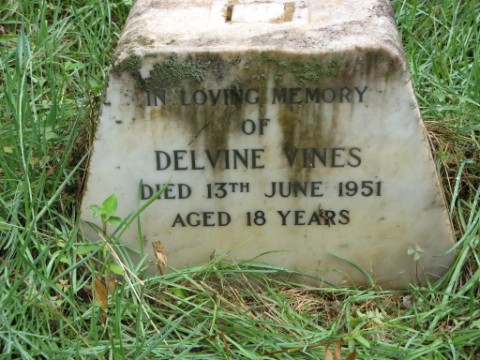 IN LOVING MEMORY
OF
DELVINE VINES
DIED 13TH JUNE 1951
AGED 18 YEARS